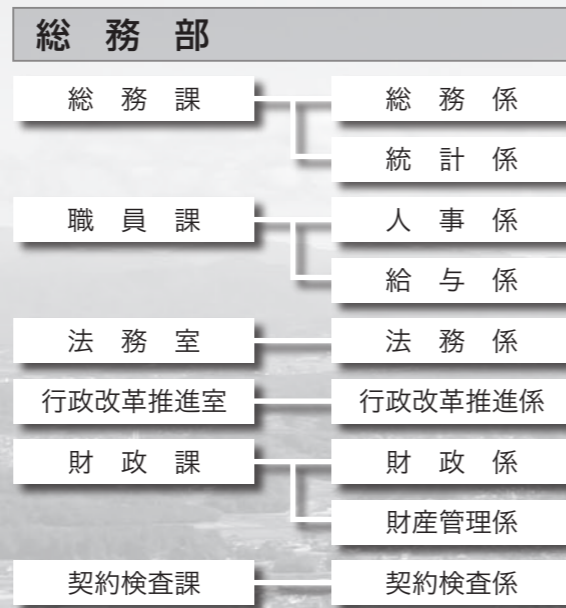 総務部
総務課 総務係
統計係
職員課 人事係
給与係
法務室 法務係
行政改革推進室 行政改革推進係
財政課 財政係
財産管理係
契約検査課 契約検査係